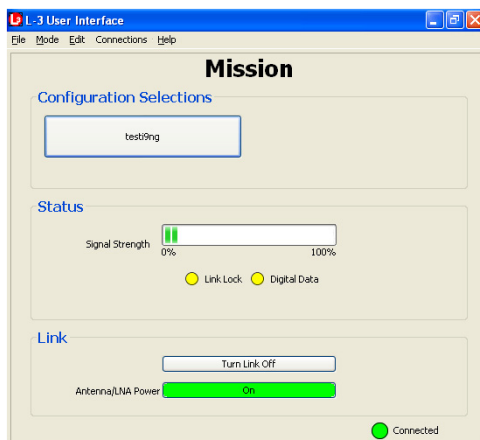 L-3 User Interface
File Mode Edit Connections Help
Mission
Configuration Selections
testi9ng
Status
Signal Strength
0% 100%
Link Lock Digital Data
Link
Turn Link Off
Antenna/LNA Power On
Connected